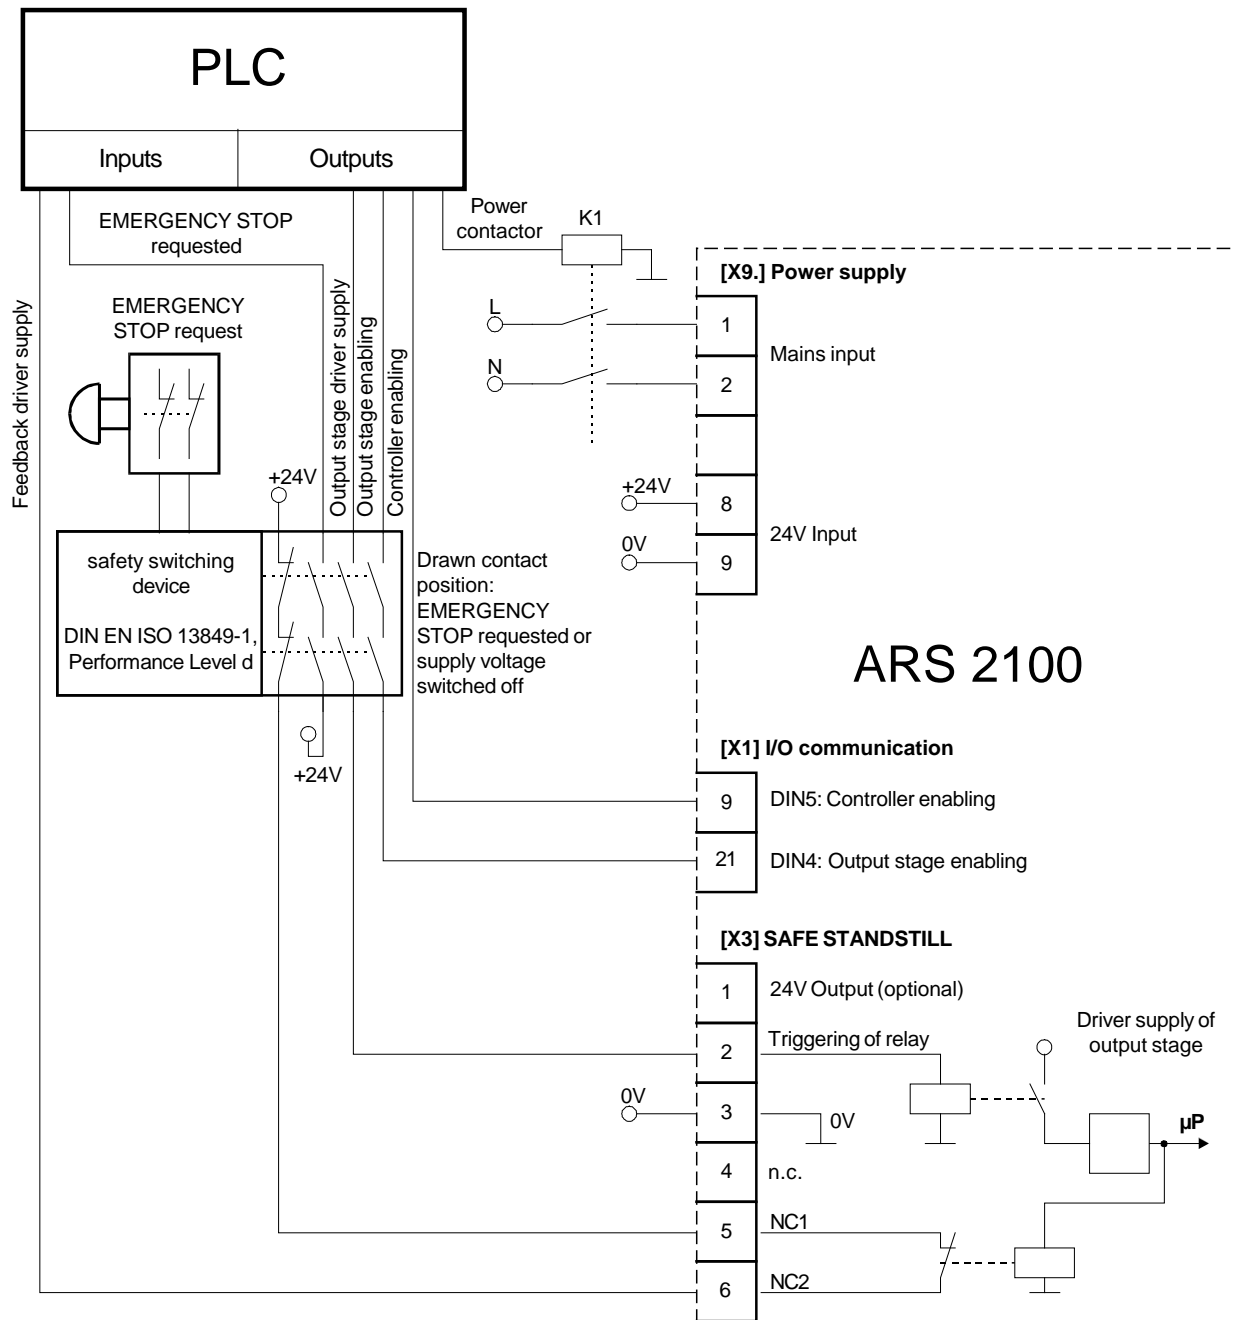 PLC
Inputs
Outputs
EMERGENCY STOP
requested
Power
contactor
K1
[X9.] Power supply
Feedback driver supply
EMERGENCY
STOP request
Output stage driver supply
Output stage enabling
Controller enabling
L
1
Mains input
N
2
+24V
+24V
8
24V Input
0V
9
safety switching
device
DIN EN ISO 13849-1,
Performance Level d
Drawn contact
position:
EMERGENCY
STOP requested or
supply voltage
switched off
+24V
ARS 2100
[X1] I/O communication
9
DIN5: Controller enabling
21
DIN4: Output stage enabling
[X3] SAFE STANDSTILL
1
24V Output (optional)
2
Triggering of relay
Driver supply of
output stage
0V
3
0V
µP
4
n.c.
5
NC1
6
NC2